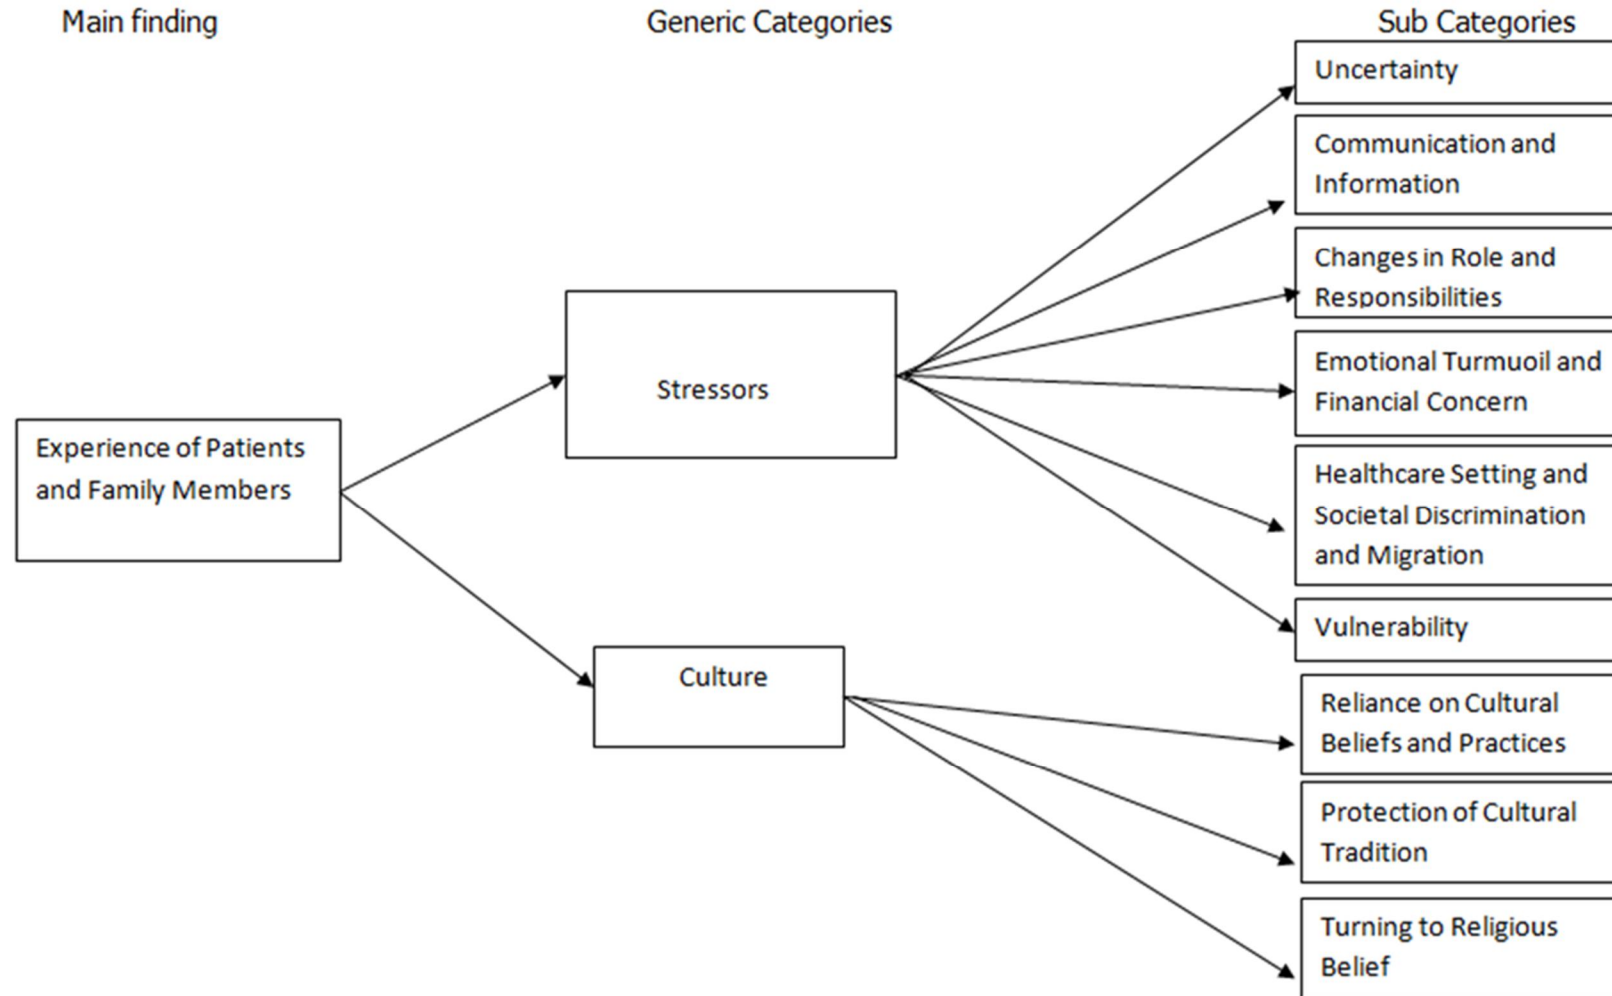 Main finding
Generic Categories
Sub Categories
Experience of Patients
and Family Members
Stressors
Culture
Uncertainty
Communication and
Information
Changes in Role and
Responsibilities
Emotional Turmuoil and
Financial Concern
Healthcare Setting and
Societal Discrimination
and Migration
Vulnerability
Reliance on Cultural
Beliefs and Practices
Protection of Cultural
Tradition
Turning to Religious
Belief